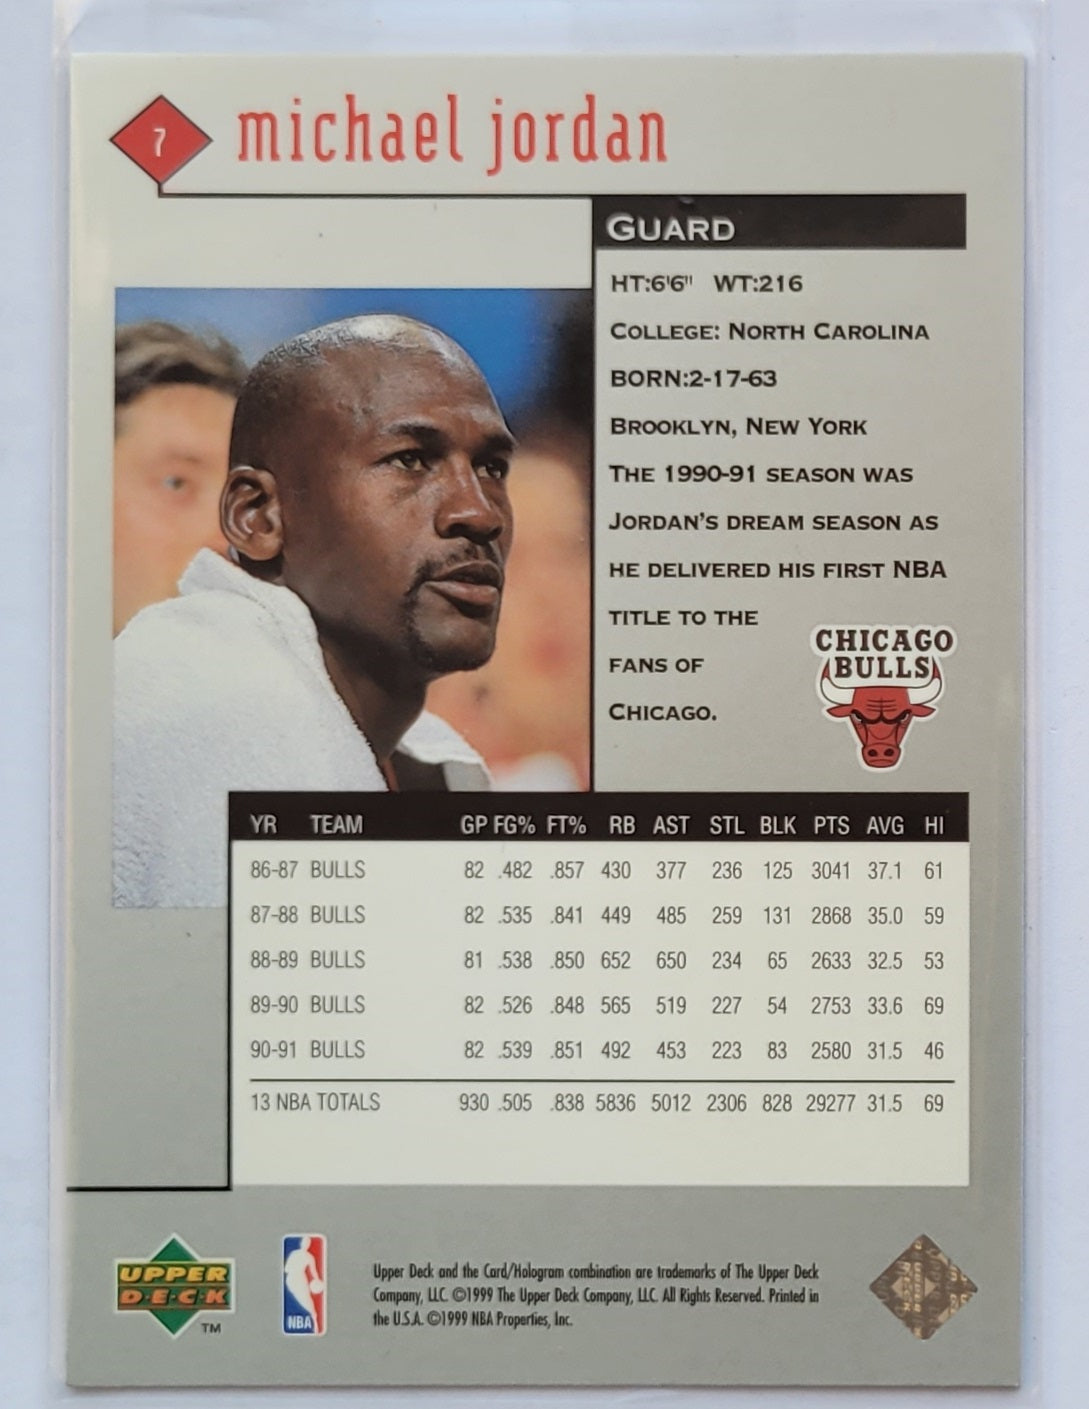 7
michael jordan
GUARD
HT:6'6" WT:216
COLLEGE: NORTH CAROLINA
BORN:2-17-63
BROOKLYN, NEW YORK
THE 1990-91 SEASON WAS
JORDAN'S DREAM SEASON AS
HE DELIVERED HIS FIRST NBA
TITLE TO THE
FANS OF
CHICAGO.
CHICAGO
BULLS
YR TEAM GP FG% FT% RB AST STL BLK PTS AVG HI
86-87 BULLS 82 .482 .857 430 377 236 125 3041 37.1 61
87-88 BULLS 82 .535 .841 449 485 259 131 2868 35.0 59
88-89 BULLS 81 .538 .850 652 650 234 65 2633 32.5 53
89-90 BULLS 82 .526 .848 565 519 227 54 2753 33.6 69
90-91 BULLS 82 .539 .851 492 453 223 83 2580 31.5 46
13 NBA TOTALS 930 .505 .838 5836 5012 2306 828 29277 31.5 69
UPPER
DECK
TM
NBA
Upper Deck and the Card/Hologram combination are trademarks of The Upper Deck
Company, LLC. ©1999 The Upper Deck Company, LLC. All Rights Reserved. Printed in
the U.S.A. ©1999 NBA Properties, Inc.